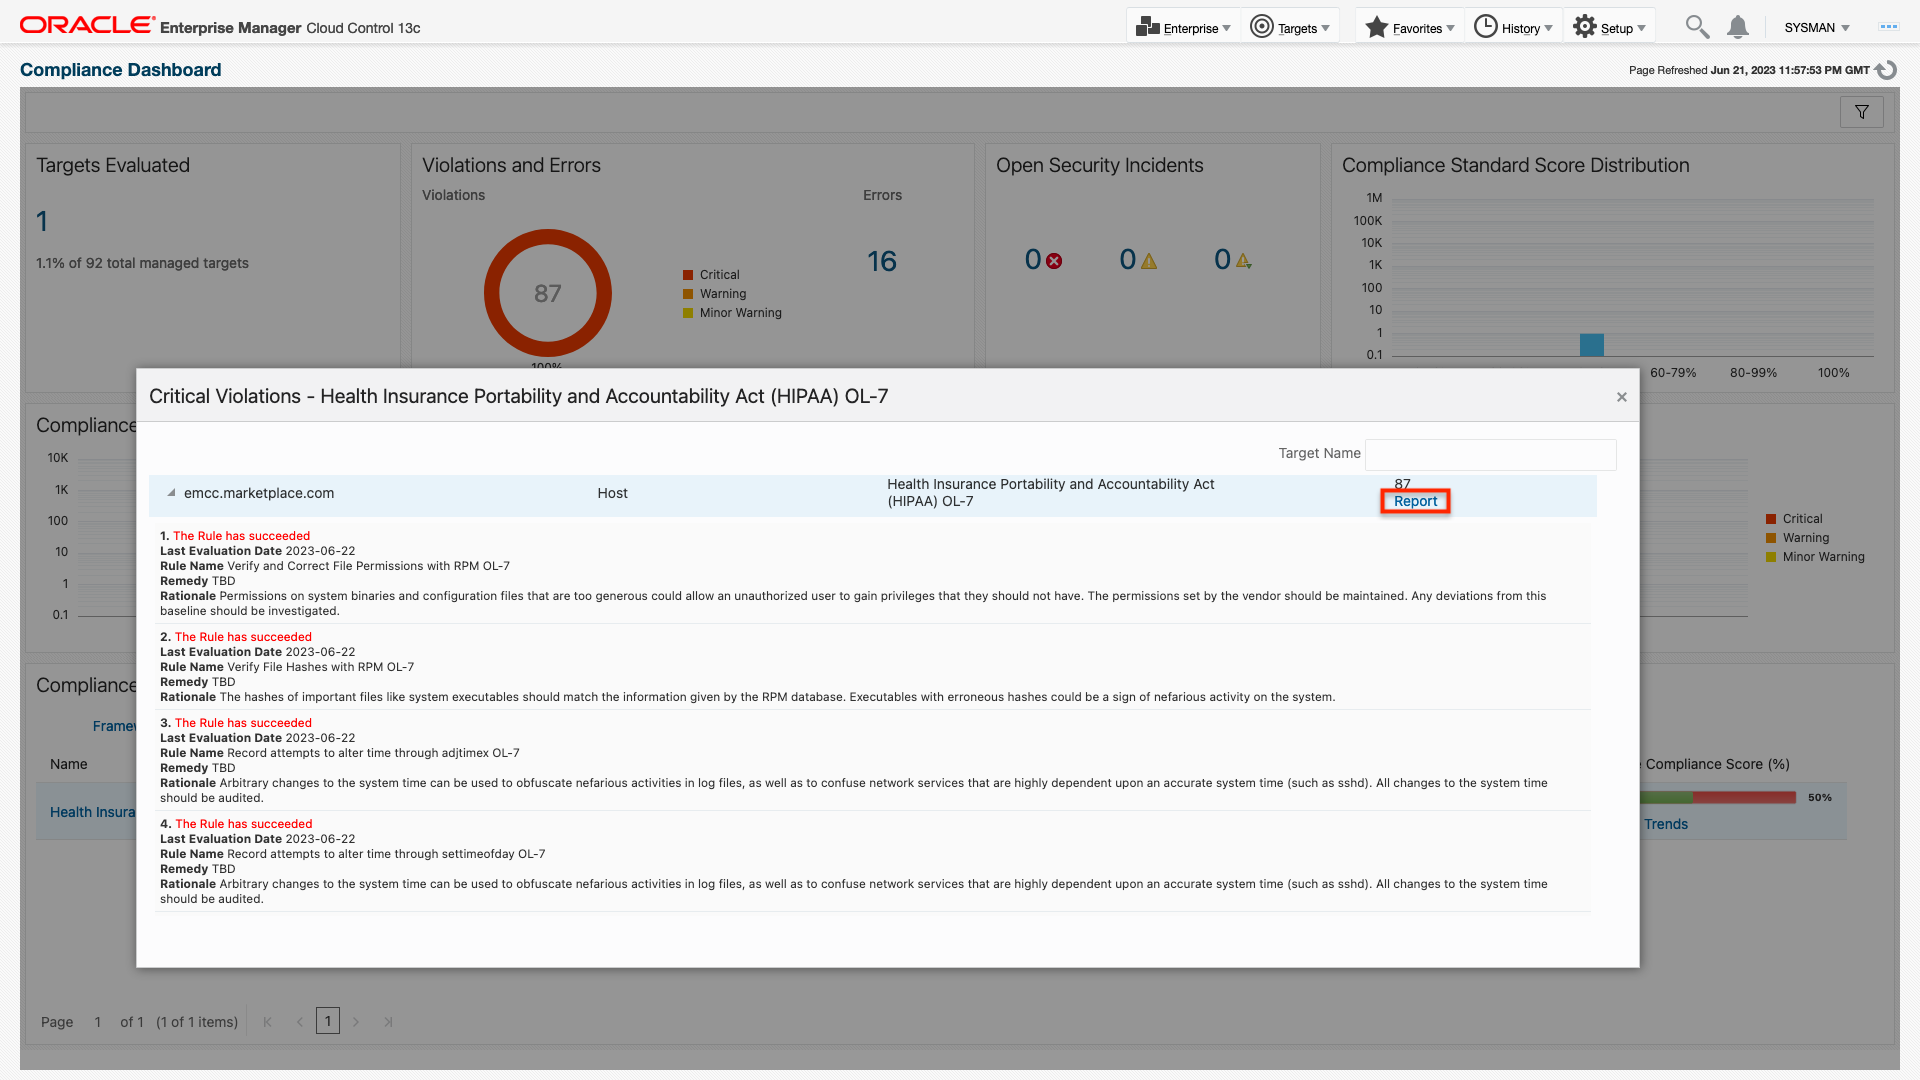 ORACLE Enterprise Manager Cloud Control 13c
Enterprise Targets Favorites History Setup SYSMAN
Compliance Dashboard
Page Refreshed Jun 21, 2023 11:57:53 PM GMT
Targets Evaluated
1
1.1% of 92 total managed targets
Violations and Errors
Violations
Errors
87
100%
Critical
Warning
Minor Warning
16
Open Security Incidents
0 0 0
Compliance Standard Score Distribution
1M
100K
10K
1K
100
10
1
0.1
60-79% 80-99% 100%
Critical Violations - Health Insurance Portability and Accountability Act (HIPAA) OL-7
×
Target Name
emcc.marketplace.com Host Health Insurance Portability and Accountability Act 87
(HIPAA) OL-7 Report
1. The Rule has succeeded
Last Evaluation Date 2023-06-22
Rule Name Verify and Correct File Permissions with RPM OL-7
Remedy TBD
Rationale Permissions on system binaries and configuration files that are too generous could allow an unauthorized user to gain privileges that they should not have. The permissions set by the vendor should be maintained. Any deviations from this
baseline should be investigated.
2. The Rule has succeeded
Last Evaluation Date 2023-06-22
Rule Name Verify File Hashes with RPM OL-7
Remedy TBD
Rationale The hashes of important files like system executables should match the information given by the RPM database. Executables with erroneous hashes could be a sign of nefarious activity on the system.
3. The Rule has succeeded
Last Evaluation Date 2023-06-22
Rule Name Record attempts to alter time through adjtimex OL-7
Remedy TBD
Rationale Arbitrary changes to the system time can be used to obfuscate nefarious activities in log files, as well as to confuse network services that are highly dependent upon an accurate system time (such as sshd). All changes to the system time
should be audited.
4. The Rule has succeeded
Last Evaluation Date 2023-06-22
Rule Name Record attempts to alter time through settimeofday OL-7
Remedy TBD
Rationale Arbitrary changes to the system time can be used to obfuscate nefarious activities in log files, as well as to confuse network services that are highly dependent upon an accurate system time (such as sshd). All changes to the system time
should be audited.
Compliance
10K
1K
100
10
1
0.1
Critical
Warning
Minor Warning
Compliance
Framew
Name
Compliance Score (%)
Health Insura
50%
Trends
Page 1 of 1 (1 of 1 items) 1